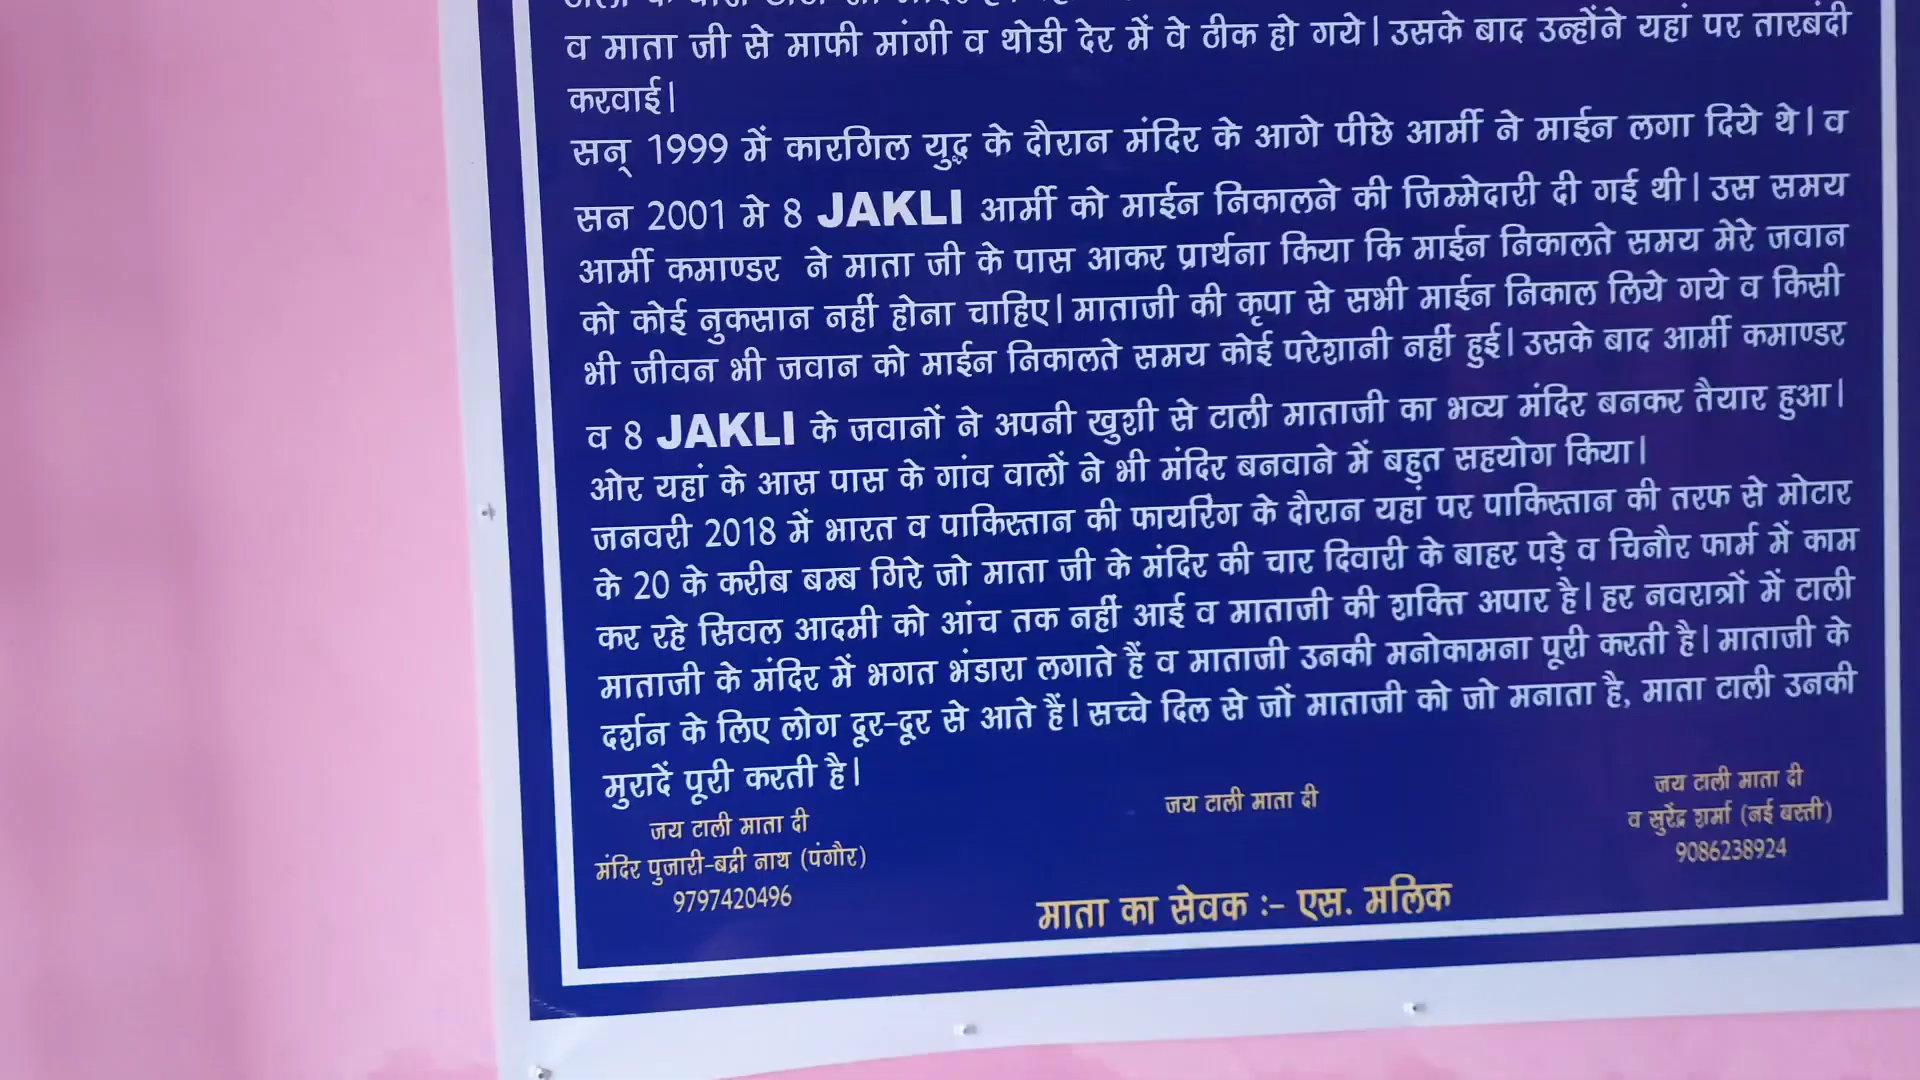 व माता जी से माफी मांगी व थोडी देर में वे ठीक हो गये। उसके बाद उन्होंने यहां पर तारबंदी
करवाई।
सन् 1999 में कारगिल युद्ध के दौरान मंदिर के आगे पीछे आर्मी ने माईन लगा दिये थे। व
सन 2001 मे 8 JAKLI आर्मी को माईन निकालने की जिम्मेदारी दी गई थी। उस समय
आर्मी कमाण्डर ने माता जी के पास आकर प्रार्थना किया कि माईन निकालते समय मेरे जवान
को कोई नुकसान नहीं होना चाहिए। माताजी की कृपा से सभी माईन निकाल लिये गये व किसी
भी जीवन भी जवान को माईन निकालते समय कोई परेशानी नहीं हुई। उसके बाद आर्मी कमाण्डर
व 8 JAKLI के जवानों ने अपनी खुशी से टाली माताजी का भव्य मंदिर बनकर तैयार हुआ।
ओर यहां के आस पास के गांव वालों ने भी मंदिर बनवाने में बहुत सहयोग किया।
जनवरी 2018 में भारत व पाकिस्तान की फायरिंग के दौरान यहां पर पाकिस्तान की तरफ से मोटार
के 20 के करीब बम्ब गिरे जो माता जी के मंदिर की चार दिवारी के बाहर पड़े व चिनौर फार्म में काम
कर रहे सिवल आदमी को आंच तक नहीं आई व माताजी की शक्ति अपार है। हर नवरात्रों में टाली
माताजी के मंदिर में भगत भंडारा लगाते हैं व माताजी उनकी मनोकामना पूरी करती है। माताजी के
दर्शन के लिए लोग दूर-दूर से आते हैं। सच्चे दिल से जों माताजी को जो मनाता है, माता टाली उनकी
मुरादें पूरी करती है।
जय टाली माता दी
मंदिर पुजारी-बद्री नाथ (पंगौर)
9797420496
जय टाली माता दी
जय टाली माता दी
व सुरेंद्र शर्मा (नई बस्ती)
9086238924
माता का सेवक :- एस. मलिक